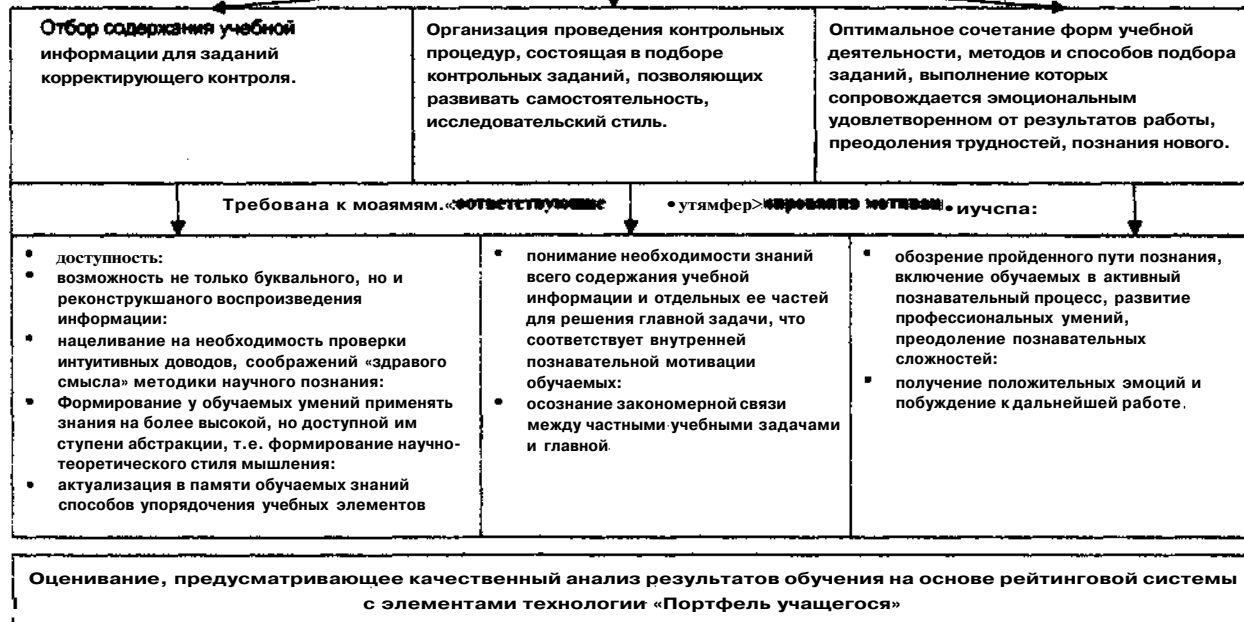 Отбор содержания учебной
информации для заданий
корректирующего контроля.
Организация проведения контрольных
процедур, состоящая в подборе
контрольных заданий, позволяющих
развивать самостоятельность,
исследовательский стиль.
Оптимальное сочетание форм учебной
деятельности, методов и способов подбора
заданий, выполнение которых
сопровождается эмоциональным
удовлетворенном от результатов работы,
преодоления трудностей, познания нового.
Требована к моаямям. •утямфер> •иучспа:
• доступность:
• возможность не только буквального, но и
реконструкшаного воспроизведения
информации:
• нацеливание на необходимость проверки
интуитивных доводов, соображений «здравого
смысла» методики научного познания:
• Формирование у обучаемых умений применять
знания на более высокой, но доступной им
ступени абстракции, т.е. формирование научно-
теоретического стиля мышления:
• актуализация в памяти обучаемых знаний
способов упорядочения учебных элементов
• понимание необходимости знаний
всего содержания учебной
информации и отдельных ее частей
для решения главной задачи, что
соответствует внутренней
познавательной мотивации
обучаемых:
• осознание закономерной связи
между частными учебными задачами
и главной
• обозрение пройденного пути познания,
включение обучаемых в активный
познавательный процесс, развитие
профессиональных умений,
преодоление познавательных
сложностей:
• получение положительных эмоций и
побуждение к дальнейшей работе.
Оценивание, предусматривающее качественный анализ результатов обучения на основе рейтинговой системы
с элементами технологии «Портфель учащегося»